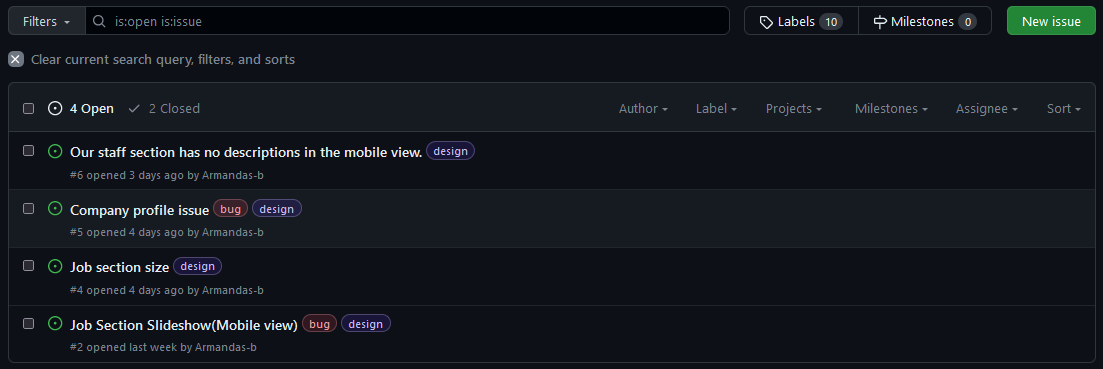 Filters is:open is:issue Labels 10 Milestones 0 New issue
Clear current search query, filters, and sorts
4 Open 2 Closed Author Label Projects Milestones Assignee Sort
Our staff section has no descriptions in the mobile view. design
#6 opened 3 days ago by Armandas-b
Company profile issue bug design
#5 opened 4 days ago by Armandas-b
Job section size design
#4 opened 4 days ago by Armandas-b
Job Section Slideshow(Mobile view) bug design
#2 opened last week by Armandas-b